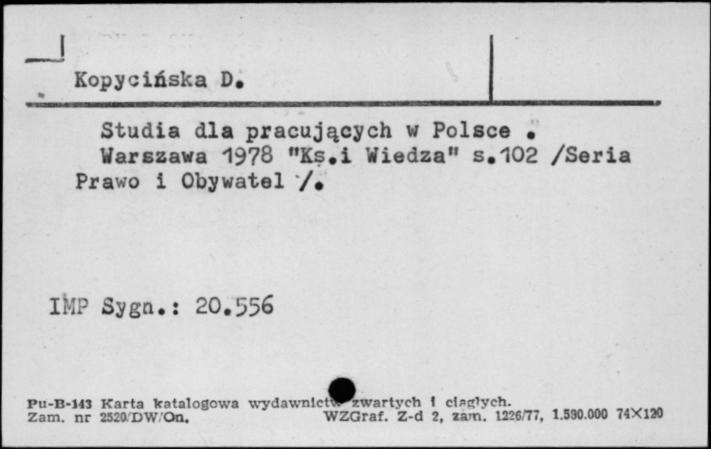 Kopycińska D.
Studia dla pracujących w Polsce .
Warszawa 1978 "Ks.i Wiedza" s.102 /Seria
Prawo i Obywatel /.
IMP Sygn.: 20.556
Pu-B-143 Karta katalogowa wydawnictw zwartych i ciągłych.
Zam. nr 2520/DW/On. WZGraf. Z-d 2, zam. 1226/77, 1.590.000 74X120